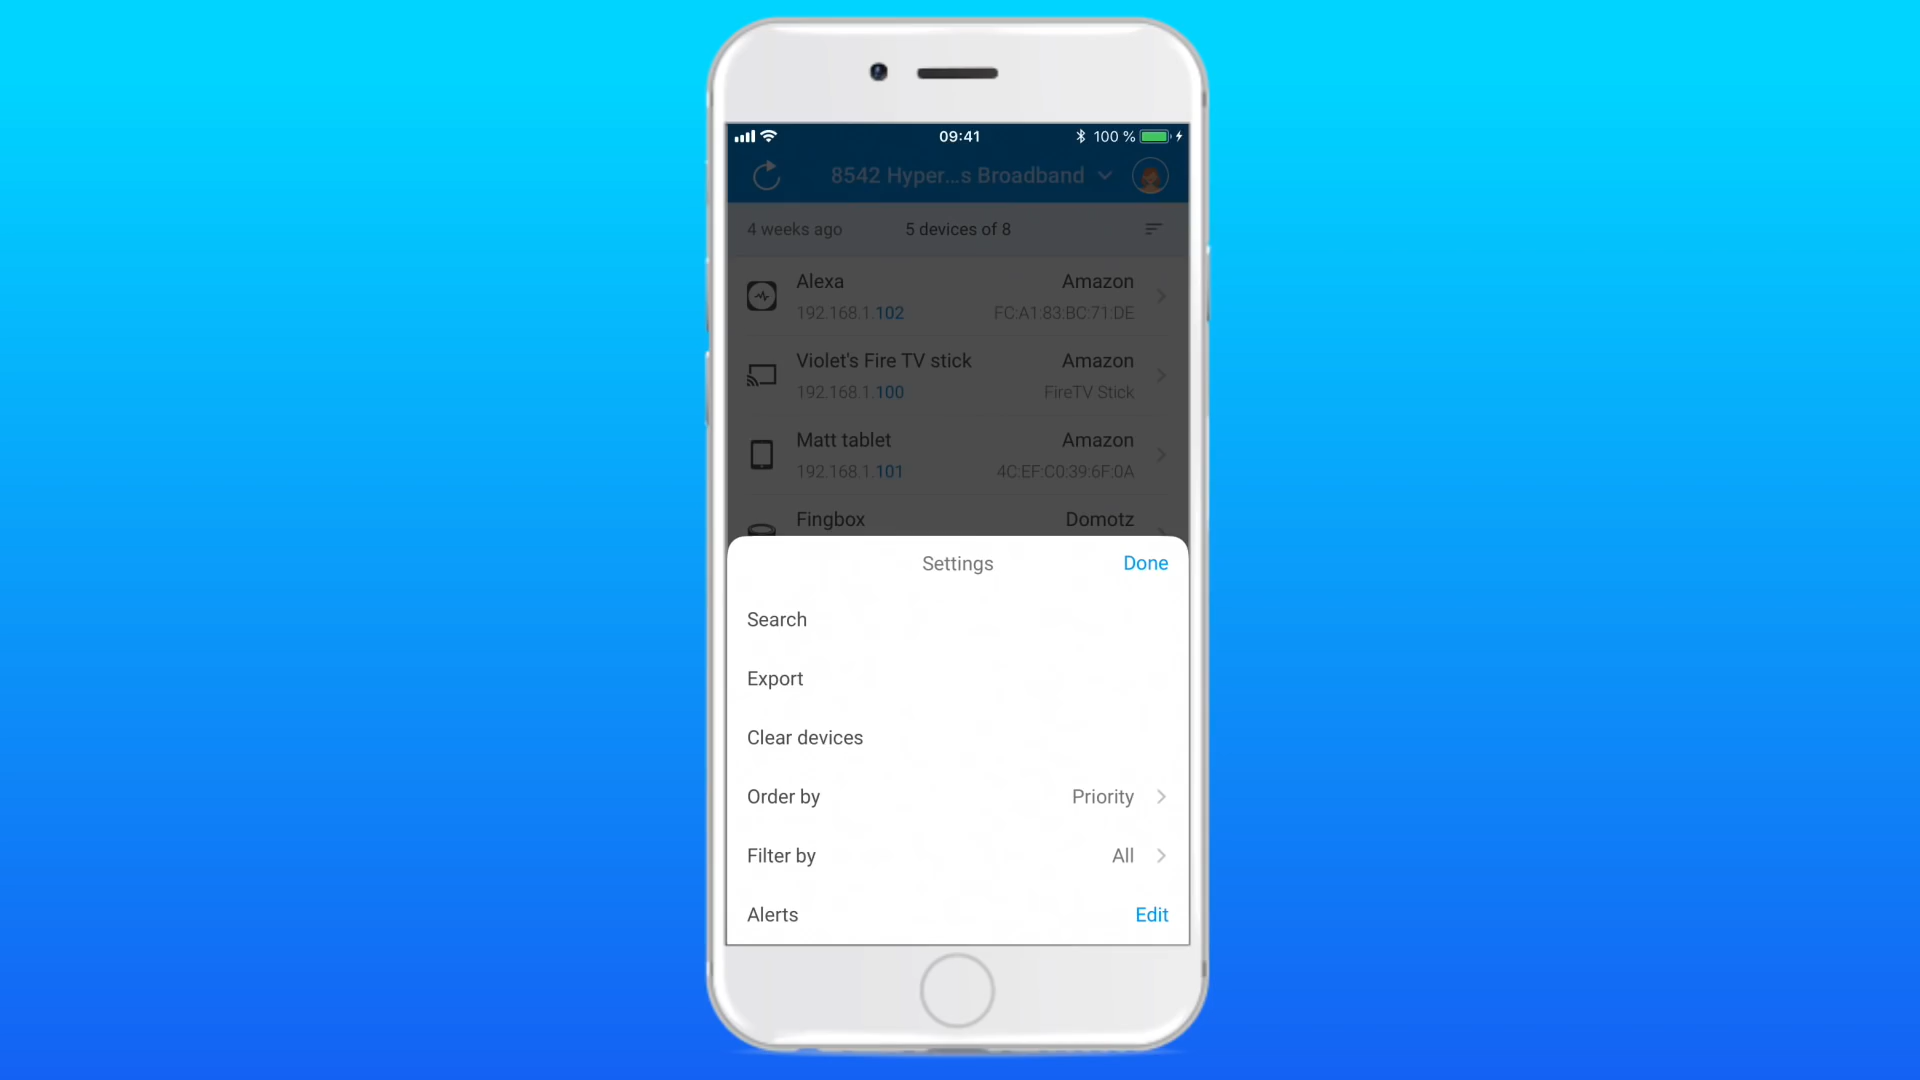 09:41
100 %
8542 Hyper...s Broadband
4 weeks ago
5 devices of 8
Alexa
Amazon
192.168.1.102
FC:A1:83:BC:71:DE
Violet's Fire TV stick
Amazon
192.168.1.100
FireTV Stick
Matt tablet
Amazon
192.168.1.101
4C:EF:C0:39:6F:0A
Fingbox
Domotz
Settings
Done
Search
Export
Clear devices
Order by
Priority
Filter by
All
Alerts
Edit